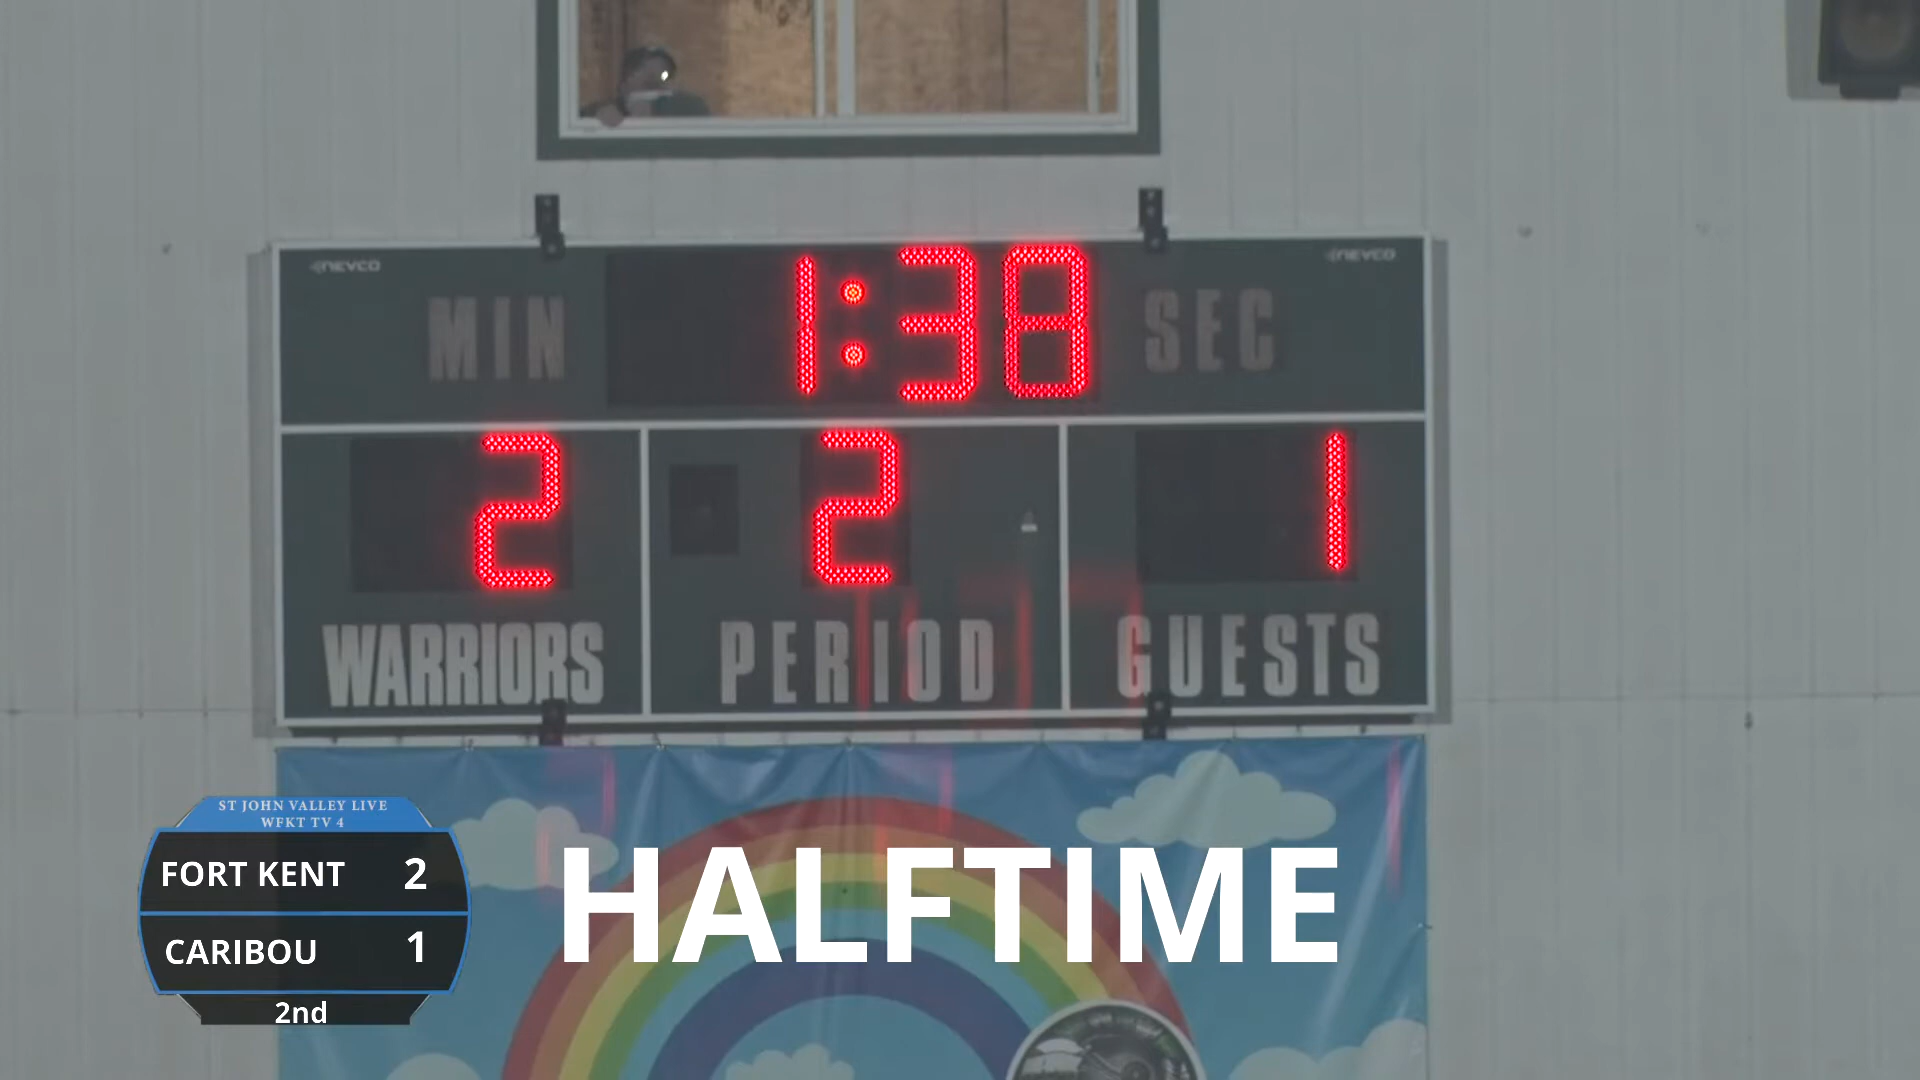 NEVCO
NEVCO
MIN
1:38
SEC
2
2
1
WARRIORS
PERIOD
GUESTS
ST JOHN VALLEY LIVE
WFKT TV 4
FORT KENT 2
CARIBOU 1
2nd
HALFTIME